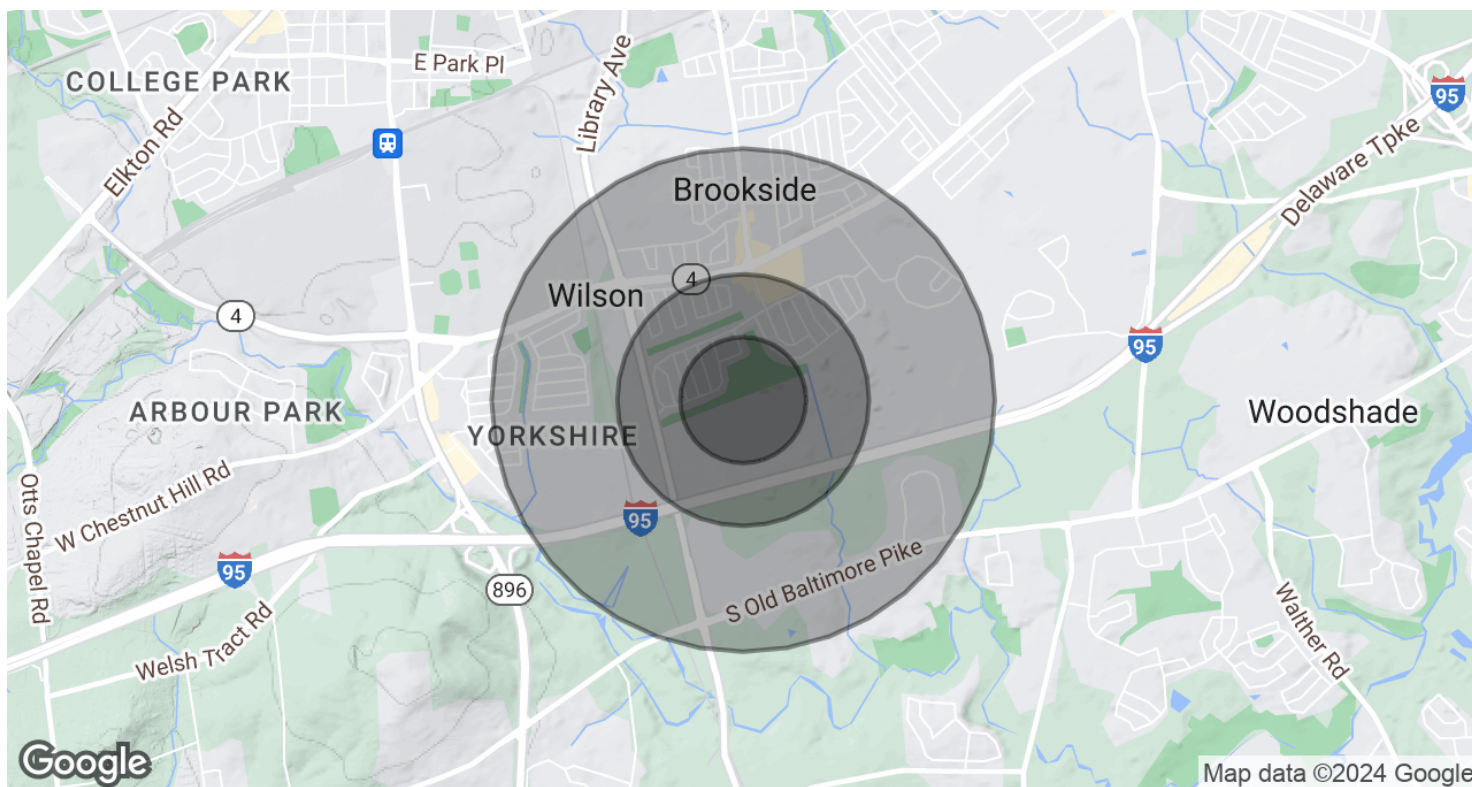 E Park Pl
COLLEGE PARK
Library Ave
95
Elkton Rd
Delaware Tpke
Brookside
4
Wilson
4
95
ARBOUR PARK
Woodshade
YORKSHIRE
Otts Chapel Rd
W Chestnut Hill Rd
95
95
S Old Baltimore Pike
896
Welsh Tract Rd
Walther Rd
Google
Map data ©2024 Google